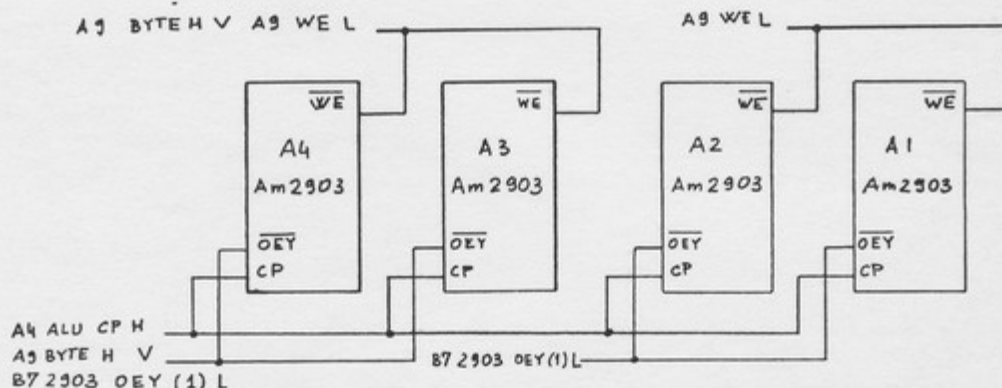 A9 BYTE H V A9 WE L
A9 WE L
WE
WE
WE
WE
A4
Am2903
A3
Am2903
A2
Am2903
A1
Am2903
OEY
CP
OEY
CP
OEY
CP
OEY
CP
A4 ALU CP H
A9 BYTE H V
B7 2903 OEY (1) L
B7 2903 OEY (1) L